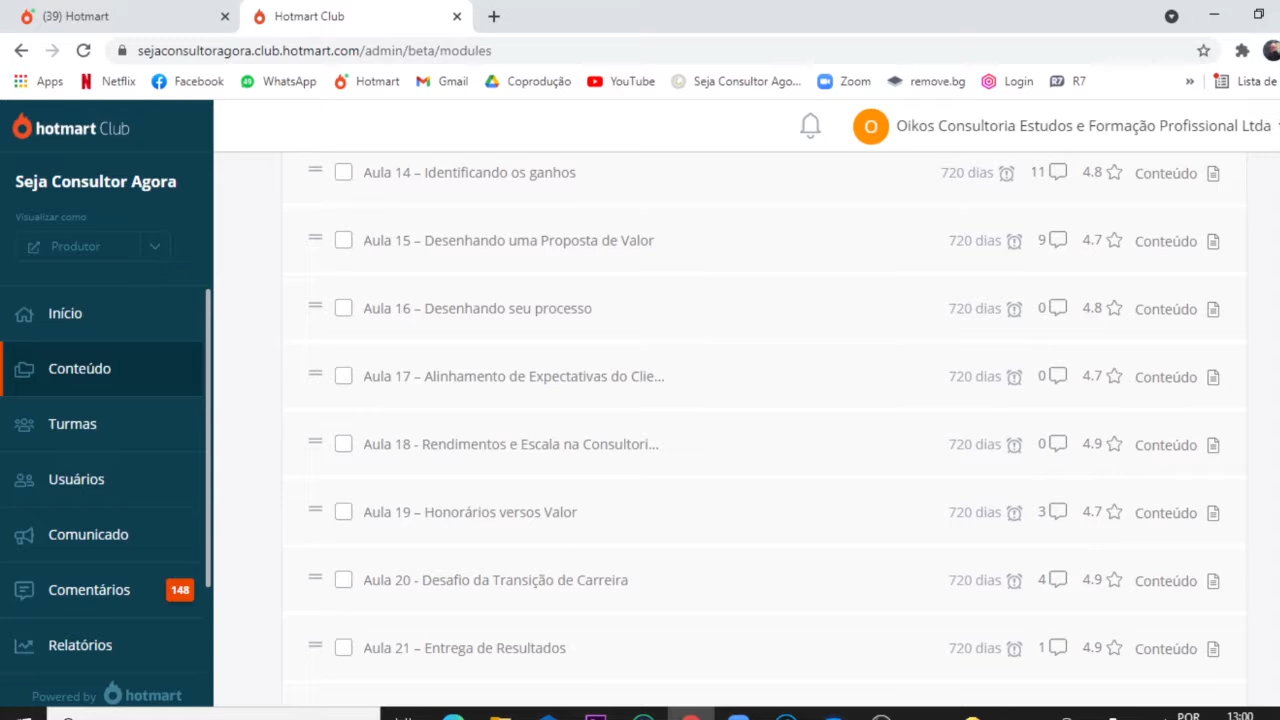 (39) Hotmart
Hotmart Club
sejaconsultoragora.club.hotmart.com/admin/beta/modules
Apps Netflix Facebook WhatsApp Hotmart Gmail Coprodução YouTube Seja Consultor Ago... Zoom remove.bg Login R7 » Lista de
hotmart Club
Oikos Consultoria Estudos e Formação Profissional Ltda
Seja Consultor Agora
Visualizar como
Produtor
Início
Conteúdo
Turmas
Usuários
Comunicado
Comentários 148
Relatórios
Powered by hotmart
Aula 14 – Identificando os ganhos 720 dias 11 4.8 Conteúdo
Aula 15 – Desenhando uma Proposta de Valor 720 dias 9 4.7 Conteúdo
Aula 16 – Desenhando seu processo 720 dias 0 4.8 Conteúdo
Aula 17 – Alinhamento de Expectativas do Clie... 720 dias 0 4.7 Conteúdo
Aula 18 - Rendimentos e Escala na Consultori... 720 dias 0 4.9 Conteúdo
Aula 19 – Honorários versos Valor 720 dias 3 4.7 Conteúdo
Aula 20 - Desafio da Transição de Carreira 720 dias 4 4.9 Conteúdo
Aula 21 – Entrega de Resultados 720 dias 1 4.9 Conteúdo
POR 13:00